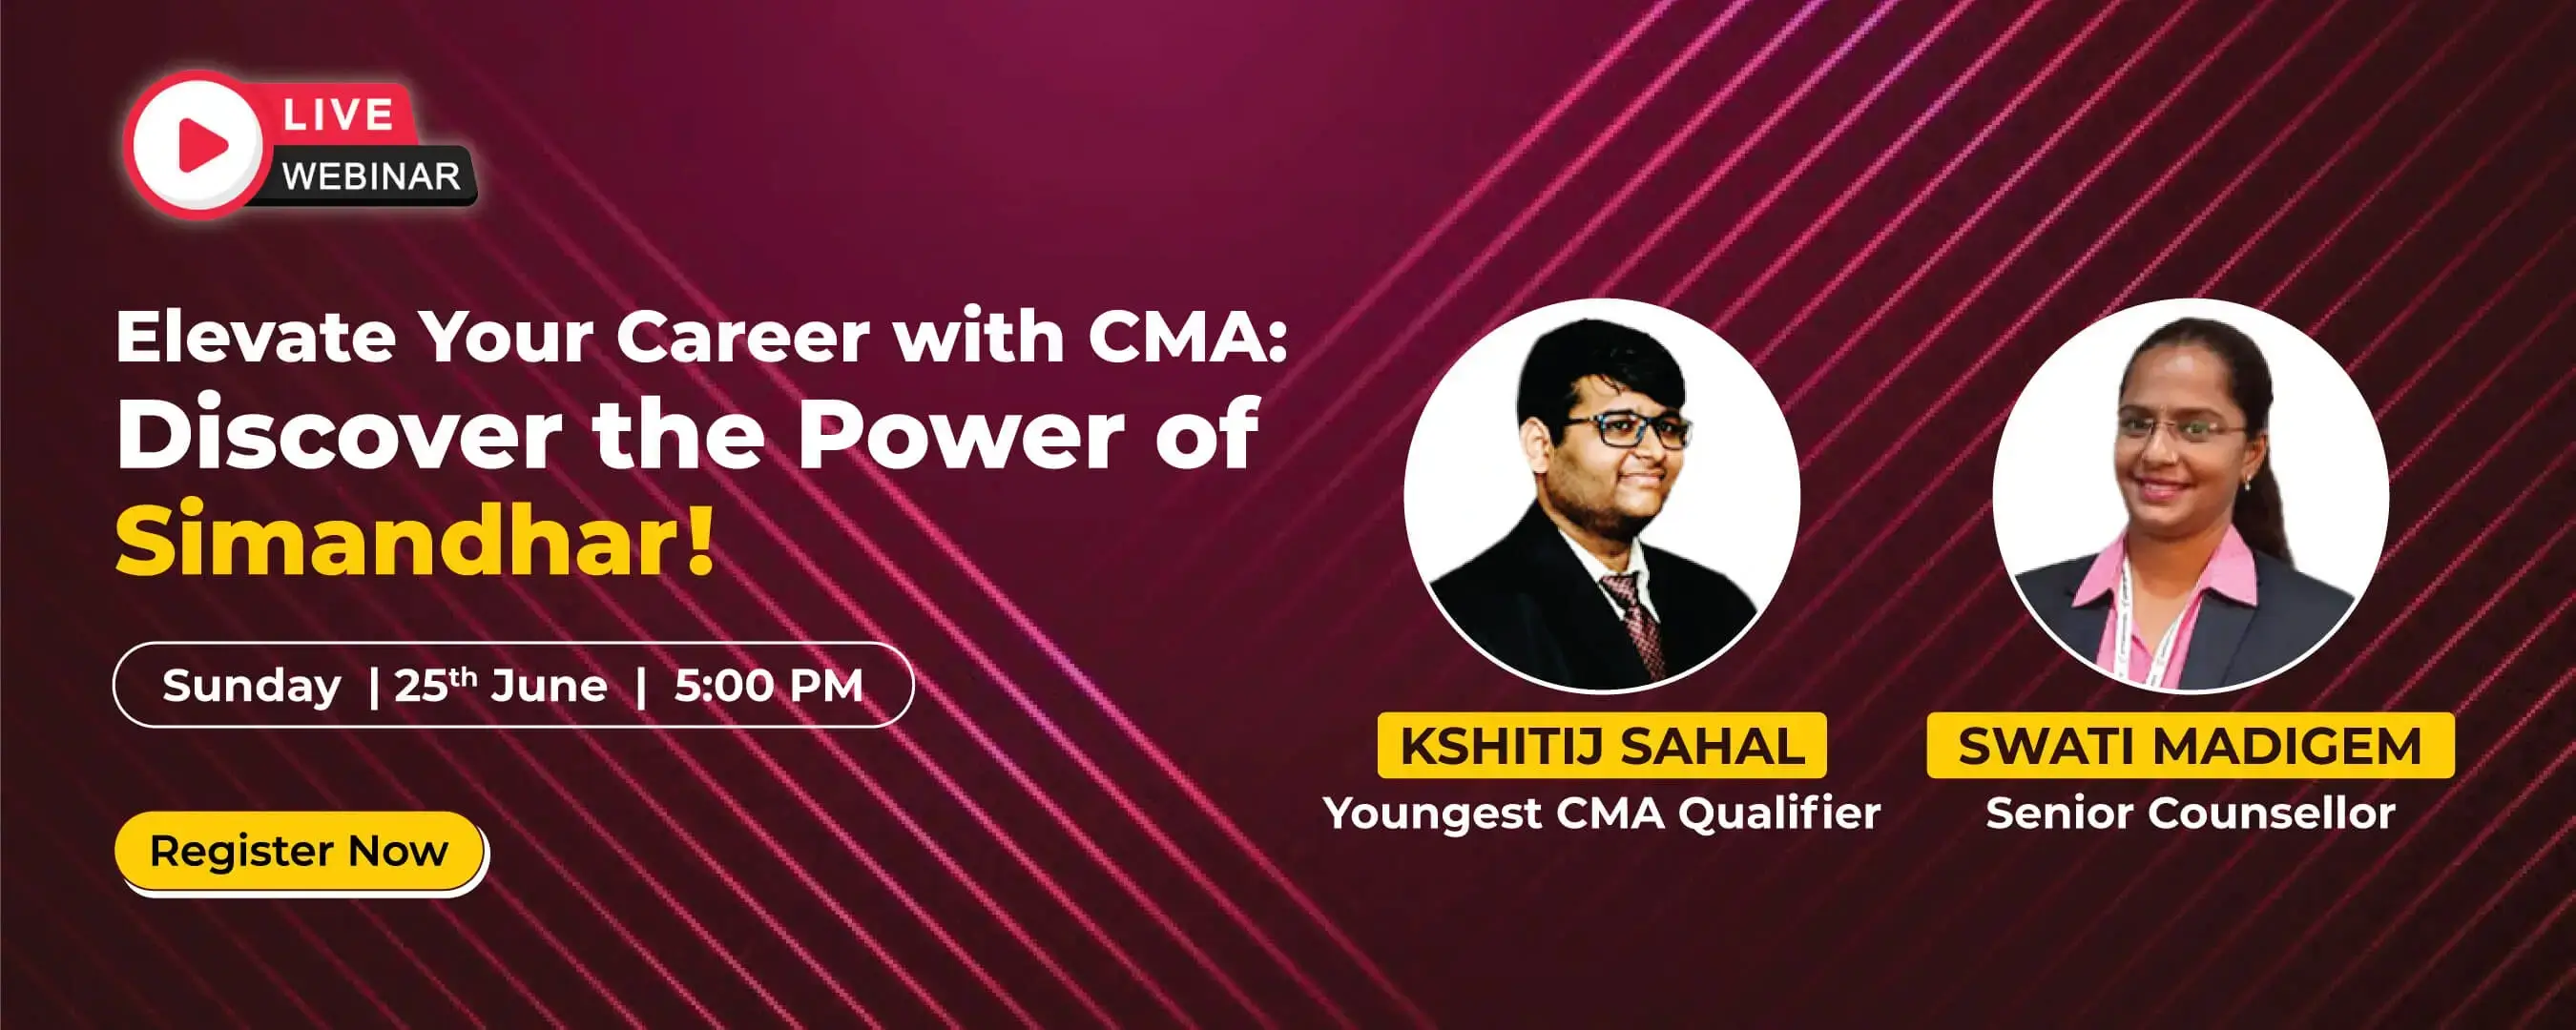 LIVE
WEBINAR
Elevate Your Career with CMA:
Discover the Power of
Simandhar!
Sunday | 25th June | 5:00 PM
Register Now
KSHITIJ SAHAL
Youngest CMA Qualifier
SWATI MADIGEM
Senior Counsellor